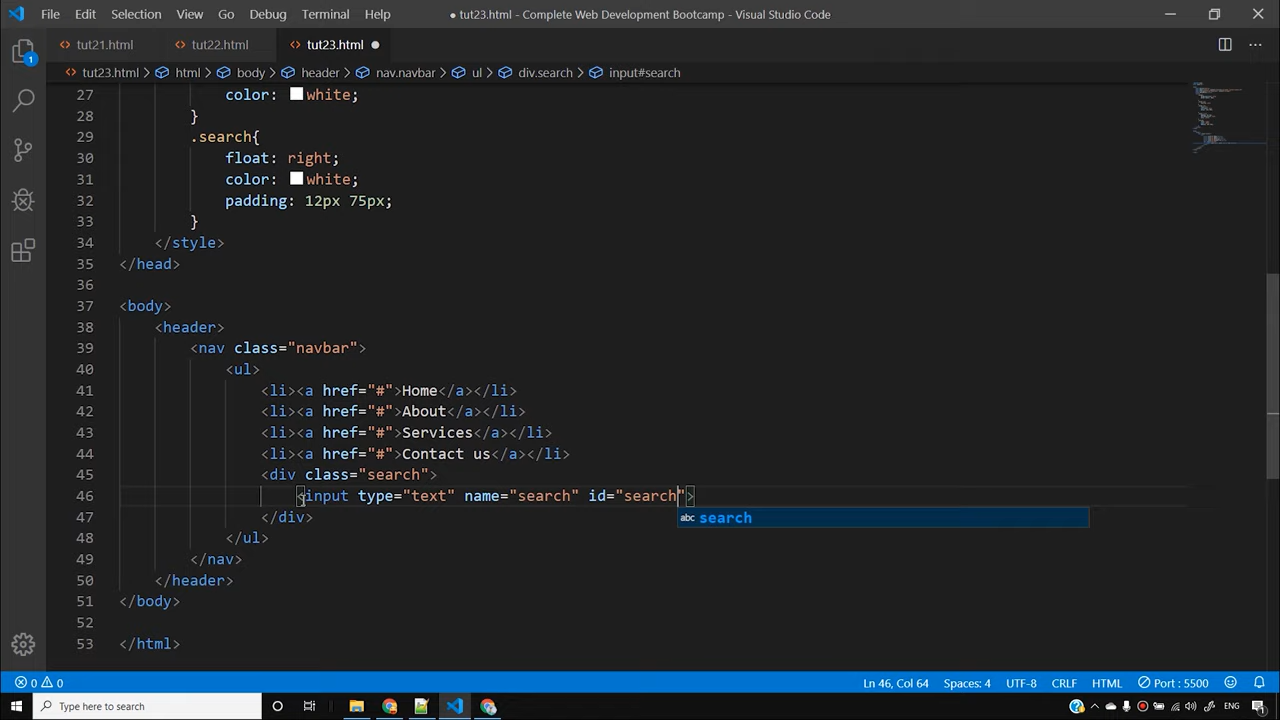 File Edit Selection View Go Debug Terminal Help
● tut23.html - Complete Web Development Bootcamp - Visual Studio Code
tut21.html tut22.html tut23.html
tut23.html html body header nav.navbar ul div.search input#search
27 color: white;
28 }
29 .search{
30 float: right;
31 color: white;
32 padding: 12px 75px;
33 }
34 </style>
35 </head>
36
37 <body>
38 <header>
39 <nav class="navbar">
40 <ul>
41 <li><a href="#">Home</a></li>
42 <li><a href="#">About</a></li>
43 <li><a href="#">Services</a></li>
44 <li><a href="#">Contact us</a></li>
45 <div class="search">
46 <input type="text" name="search" id="search">
abc search
47 </div>
48 </ul>
49 </nav>
50 </header>
51 </body>
52
53 </html>
1
0 0 Ln 46, Col 64 Spaces: 4 UTF-8 CRLF HTML Port : 5500
Type here to search ENG 1